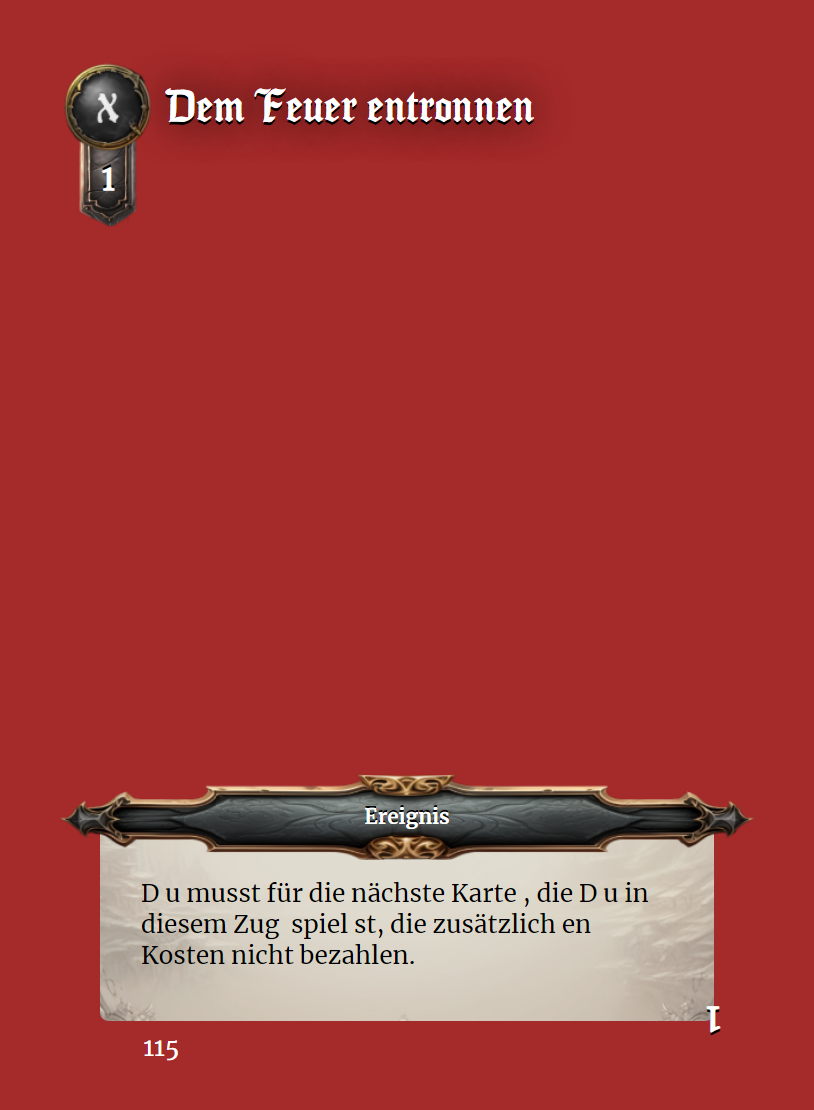 Dem Feuer entronnen
1
Ereignis
D u musst für die nächste Karte , die D u in
diesem Zug  spiel st, die zusätzlich en
Kosten nicht bezahlen.
1
115